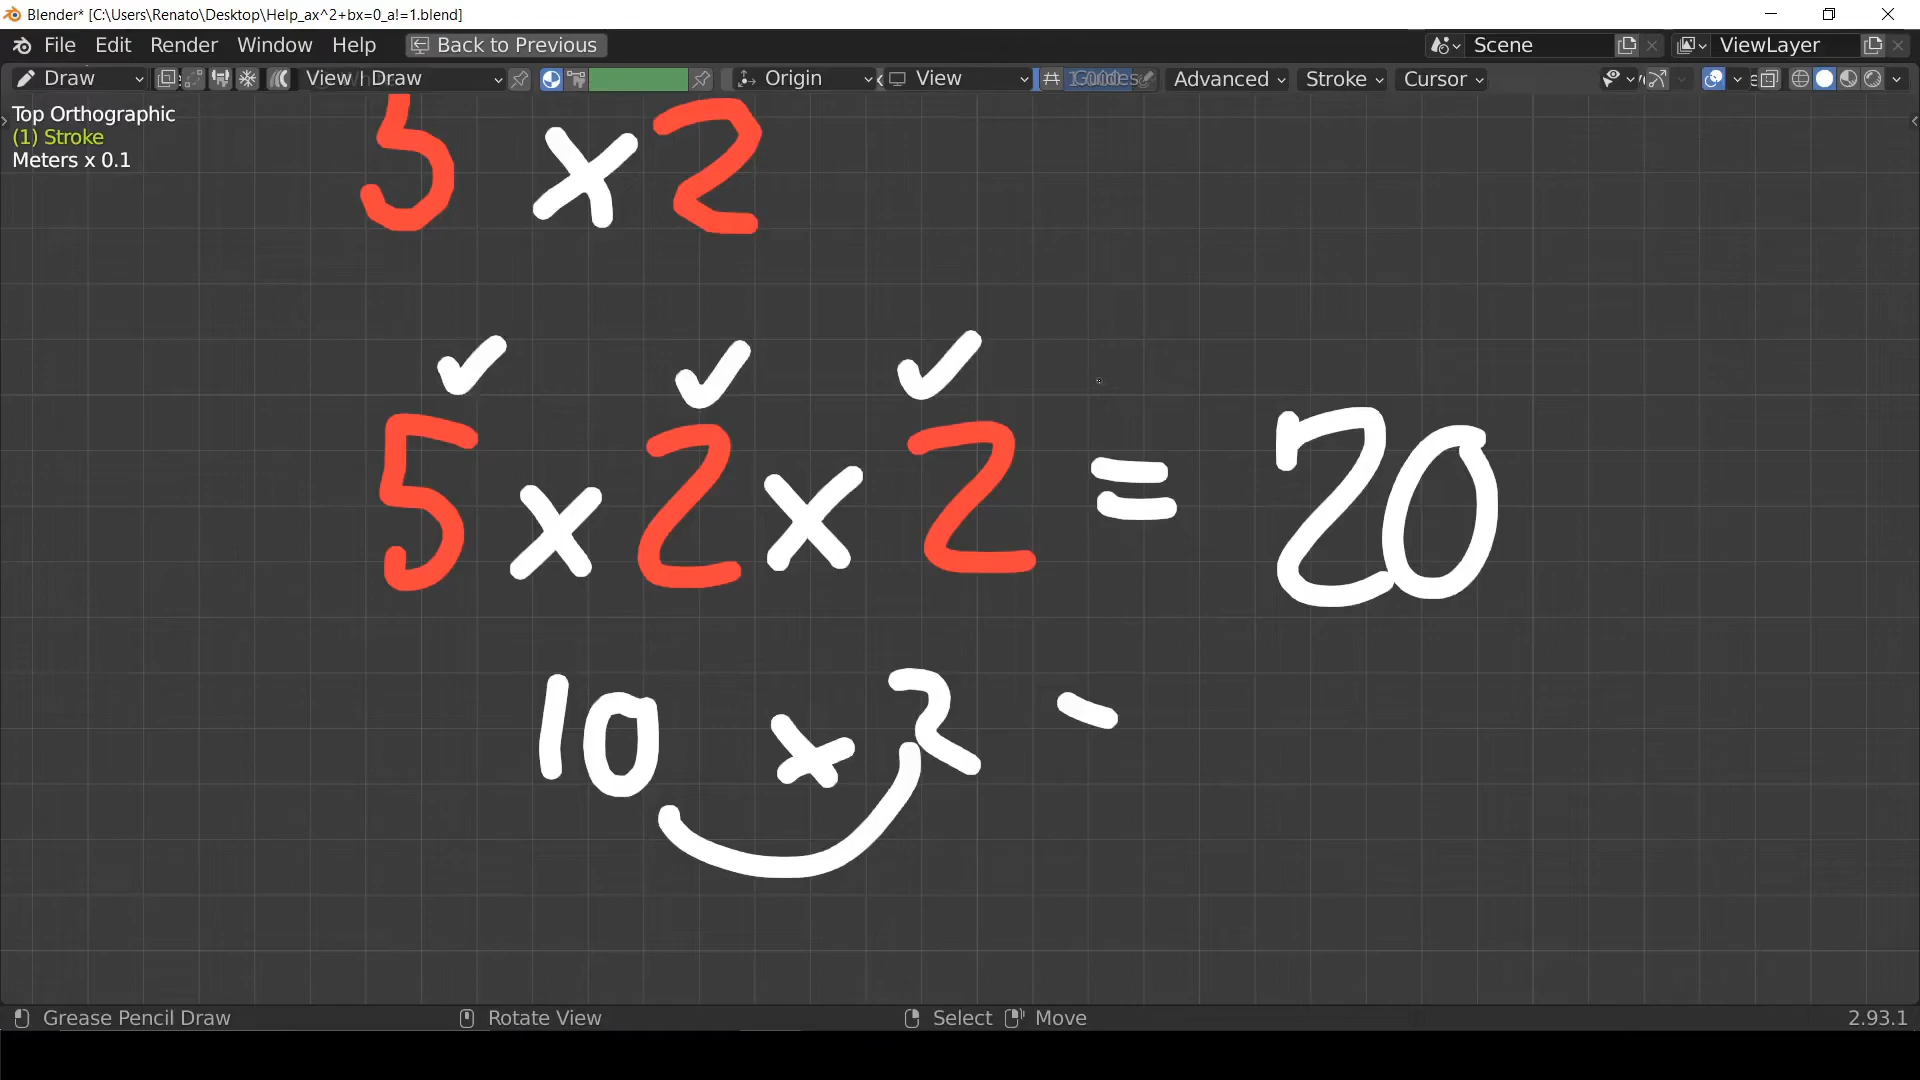 Blender* [C:\Users\Renato\Desktop\Help_ax^2+bx=0_a!=1.blend]
File Edit Render Window Help Back to Previous Scene ViewLayer
Draw View Draw Origin View Guides Advanced Stroke Cursor
Top Orthographic
(1) Stroke
Meters x 0.1
5 x 2
5 x 2 x 2 = 20
10 x 2 -
Grease Pencil Draw Rotate View Select Move 2.93.1